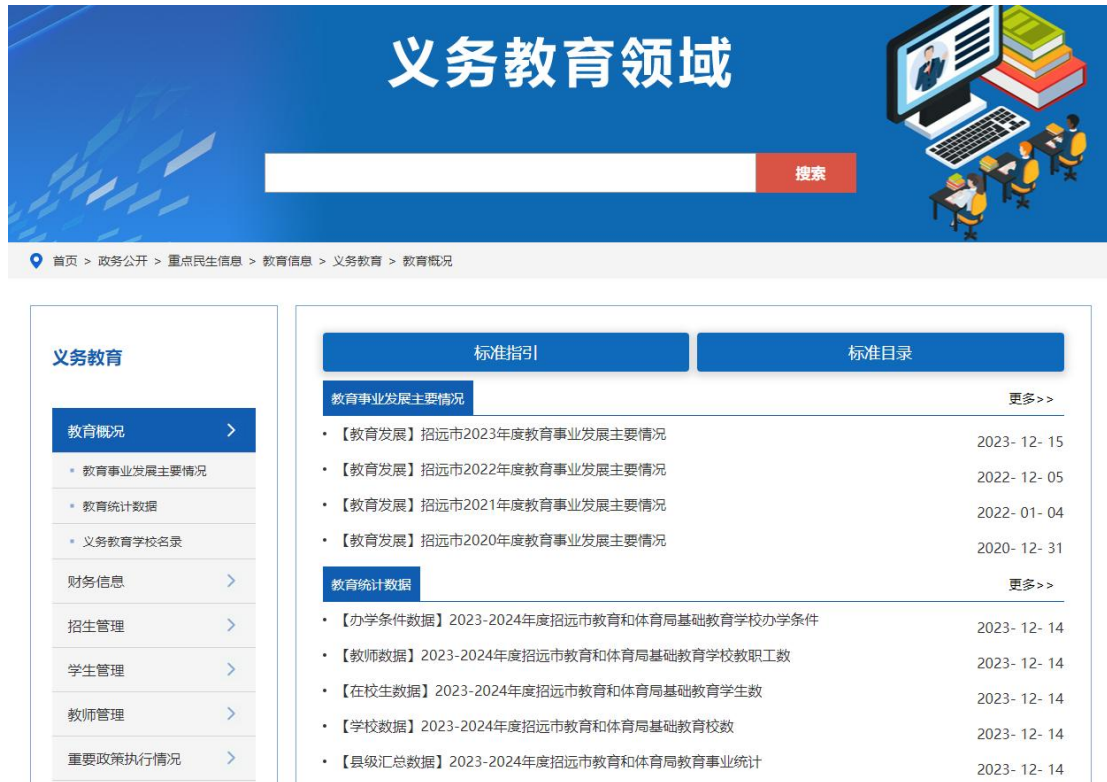 义务教育领域
搜索
首页 > 政务公开 > 重点民生信息 > 教育信息 > 义务教育 > 教育概况
义务教育
教育概况
教育事业发展主要情况
教育统计数据
义务教育学校名录
财务信息
招生管理
学生管理
教师管理
重要政策执行情况
标准指引 标准目录
教育事业发展主要情况 更多>>
• 【教育发展】招远市2023年度教育事业发展主要情况 2023-12-15
• 【教育发展】招远市2022年度教育事业发展主要情况 2022-12-05
• 【教育发展】招远市2021年度教育事业发展主要情况 2022-01-04
• 【教育发展】招远市2020年度教育事业发展主要情况 2020-12-31
教育统计数据 更多>>
• 【办学条件数据】2023-2024年度招远市教育和体育局基础教育学校办学条件 2023-12-14
• 【教师数据】2023-2024年度招远市教育和体育局基础教育学校教职工数 2023-12-14
• 【在校生数据】2023-2024年度招远市教育和体育局基础教育学生数 2023-12-14
• 【学校数据】2023-2024年度招远市教育和体育局基础教育校数 2023-12-14
• 【县级汇总数据】2023-2024年度招远市教育和体育局教育事业统计 2023-12-14